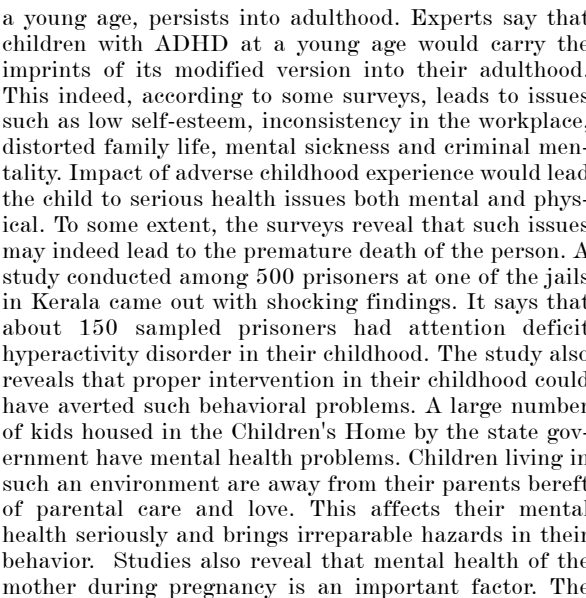 a young age, persists into adulthood. Experts say that
children with ADHD at a young age would carry the
imprints of its modified version into their adulthood.
This indeed, according to some surveys, leads to issues
such as low self-esteem, inconsistency in the workplace,
distorted family life, mental sickness and criminal men-
tality. Impact of adverse childhood experience would lead
the child to serious health issues both mental and phys-
ical. To some extent, the surveys reveal that such issues
may indeed lead to the premature death of the person. A
study conducted among 500 prisoners at one of the jails
in Kerala came out with shocking findings. It says that
about 150 sampled prisoners had attention deficit
hyperactivity disorder in their childhood. The study also
reveals that proper intervention in their childhood could
have averted such behavioral problems. A large number
of kids housed in the Children's Home by the state gov-
ernment have mental health problems. Children living in
such an environment are away from their parents bereft
of parental care and love. This affects their mental
health seriously and brings irreparable hazards in their
behavior. Studies also reveal that mental health of the
mother during pregnancy is an important factor. The